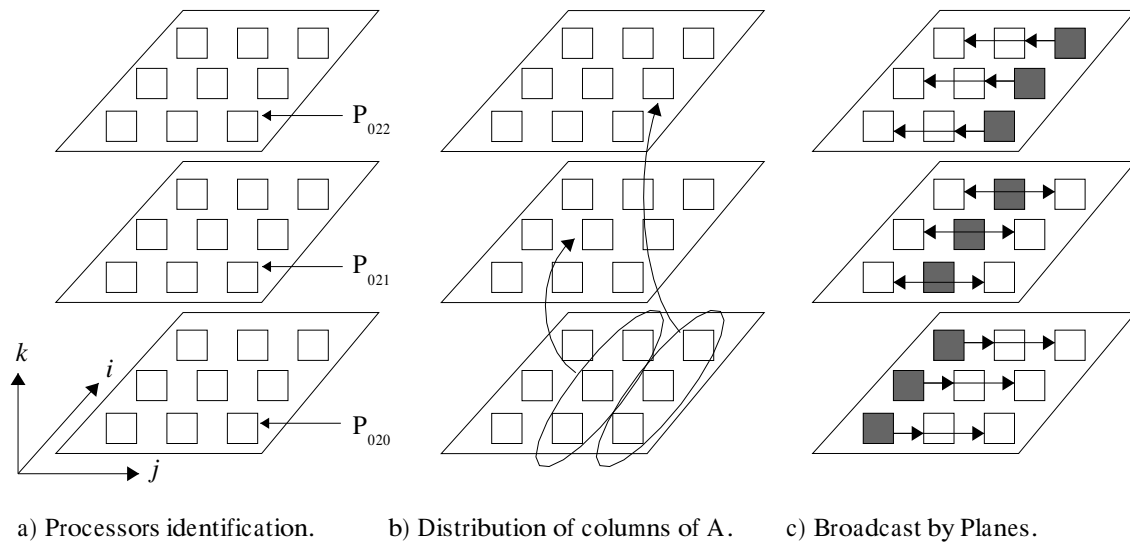 P022
P021
k
i
P020
j
a) Processors identification.
b) Distribution of columns of A.
c) Broadcast by Planes.